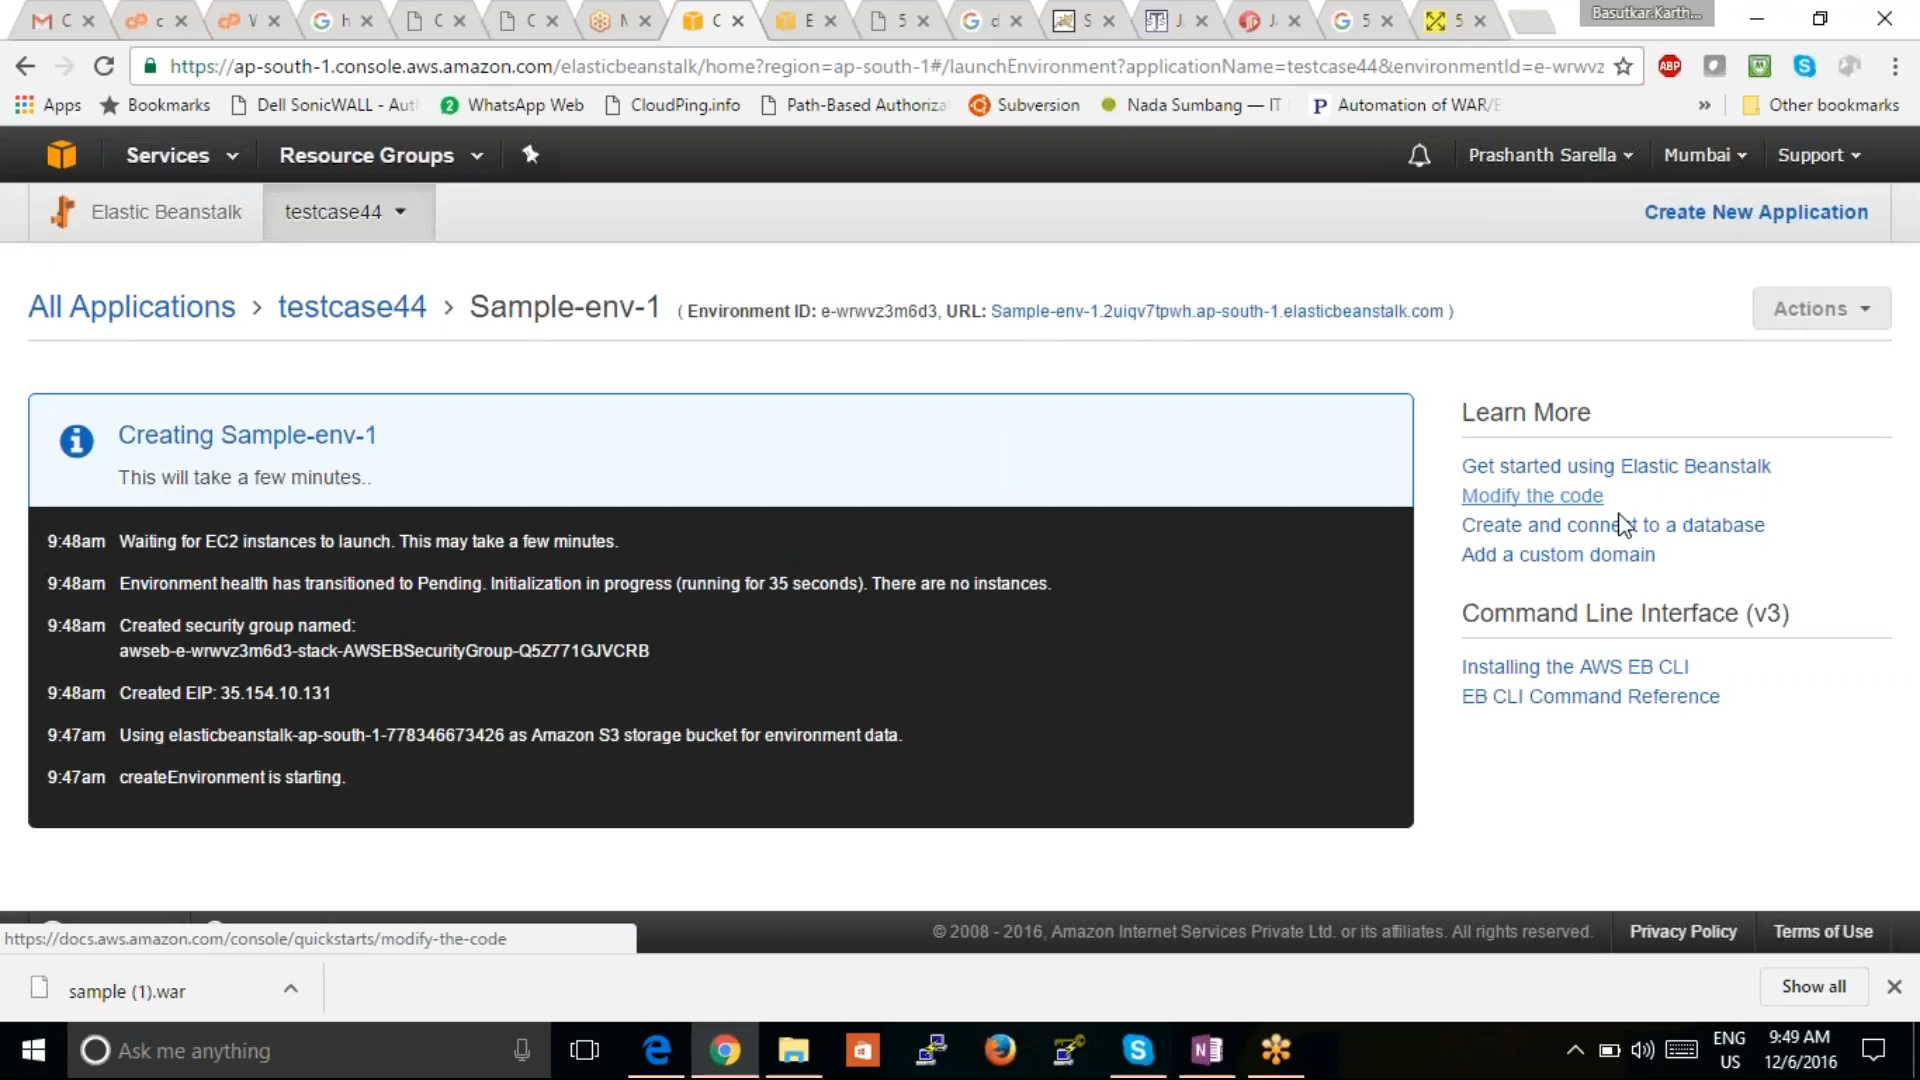 C
c
V
G h
C
C
N
C
E
5
G d
S
J
J
G 5
5
Basutkar.Karth...
https://ap-south-1.console.aws.amazon.com/elasticbeanstalk/home?region=ap-south-1#/launchEnvironment?applicationName=testcase44&environmentId=e-wrwvz
ABP
Apps
Bookmarks
Dell SonicWALL - Aut
2 WhatsApp Web
CloudPing.info
Path-Based Authoriza
Subversion
Nada Sumbang — IT
Automation of WAR/E
»
Other bookmarks
Services
Resource Groups
Prashanth Sarella
Mumbai
Support
Elastic Beanstalk
testcase44
Create New Application
All Applications > testcase44 > Sample-env-1 ( Environment ID: e-wrwvz3m6d3, URL: Sample-env-1.2uiqv7tpwh.ap-south-1.elasticbeanstalk.com )
Actions
Creating Sample-env-1
This will take a few minutes..
9:48am Waiting for EC2 instances to launch. This may take a few minutes.
9:48am Environment health has transitioned to Pending. Initialization in progress (running for 35 seconds). There are no instances.
9:48am Created security group named:
awseb-e-wrwvz3m6d3-stack-AWSEBSecurityGroup-Q5Z771GJVCRB
9:48am Created EIP: 35.154.10.131
9:47am Using elasticbeanstalk-ap-south-1-778346673426 as Amazon S3 storage bucket for environment data.
9:47am createEnvironment is starting.
Learn More
Get started using Elastic Beanstalk
Modify the code
Create and connect to a database
Add a custom domain
Command Line Interface (v3)
Installing the AWS EB CLI
EB CLI Command Reference
https://docs.aws.amazon.com/console/quickstarts/modify-the-code
© 2008 - 2016, Amazon Internet Services Private Ltd. or its affiliates. All rights reserved.
Privacy Policy
Terms of Use
sample (1).war
Show all
Ask me anything
ENG
US
9:49 AM
12/6/2016